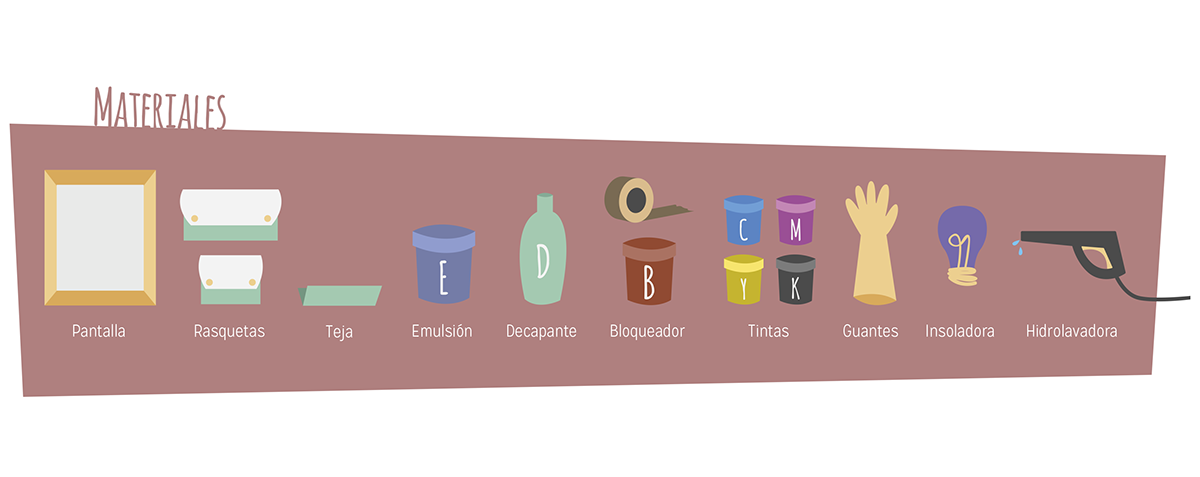 Materiales
E
D
B
C
M
Y
K
Pantalla
Rasquetas
Teja
Emulsión
Decapante
Bloqueador
Tintas
Guantes
Insoladora
Hidrolavadora